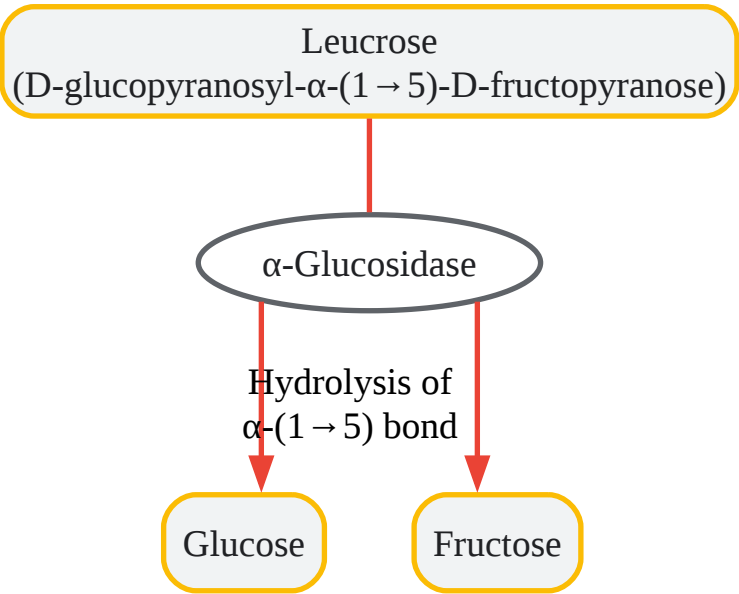 Leucrose
(D-glucopyranosyl-α-(1→5)-D-fructopyranose)
α-Glucosidase
Hydrolysis of
α-(1→5) bond
Glucose
Fructose